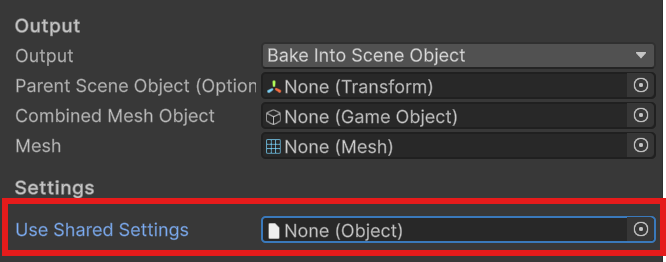 Output
Output Bake Into Scene Object
Parent Scene Object (Option None (Transform)
Combined Mesh Object None (Game Object)
Mesh None (Mesh)
Settings
Use Shared Settings None (Object)